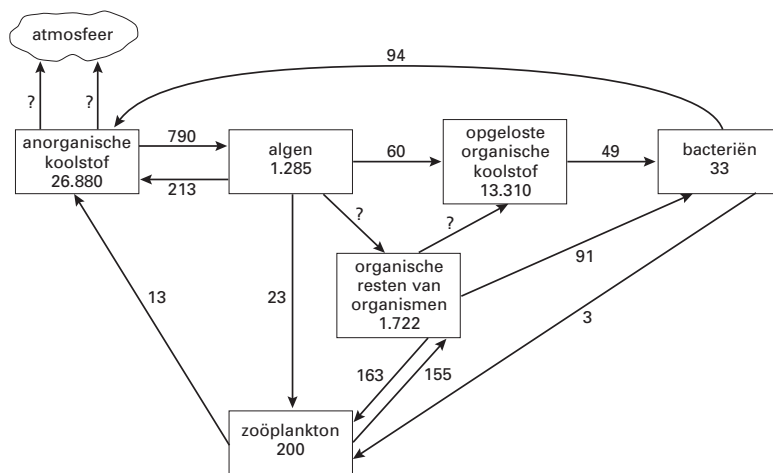 atmosfeer
94
?
?
anorganische
koolstof
26.880
790
213
algen
1.285
60
opgeloste
organische
koolstof
13.310
49
bacteriën
33
?
?
organische
resten van
organismen
1.722
91
13
23
3
163
155
zoöplankton
200